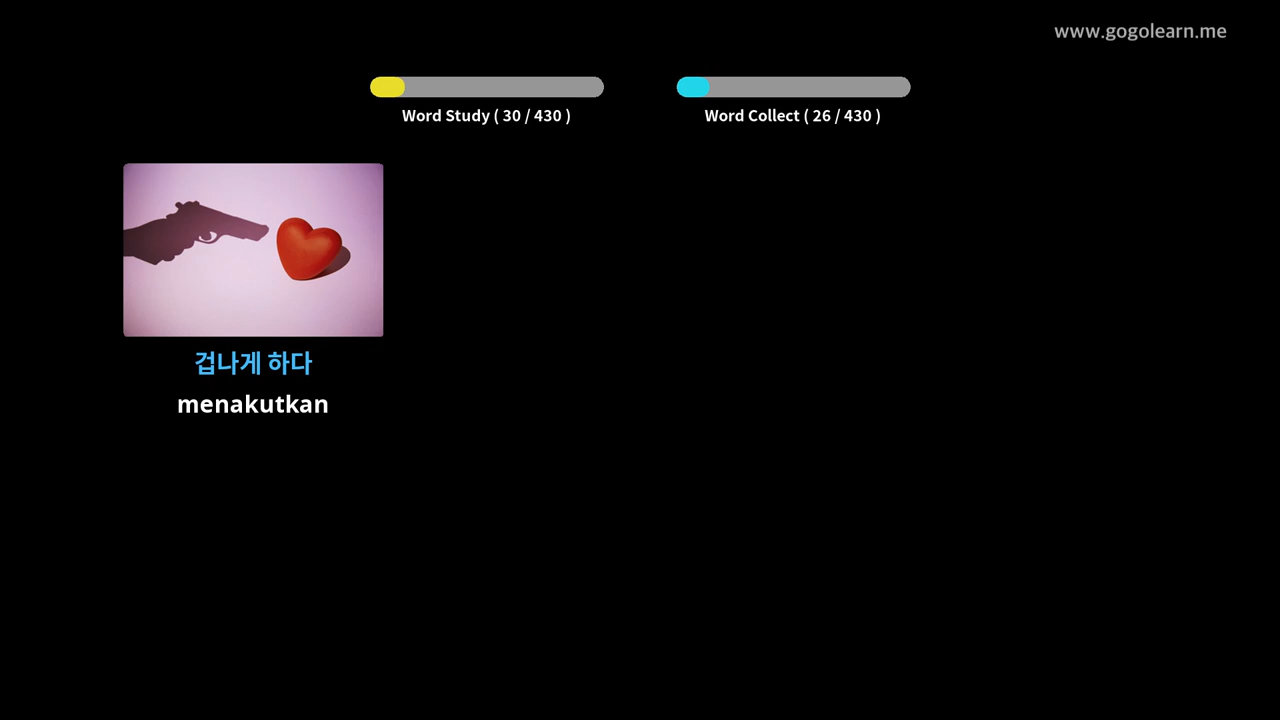 www.gogolearn.me
Word Study ( 30 / 430 )
Word Collect ( 26 / 430 )
겁나게 하다
menakutkan